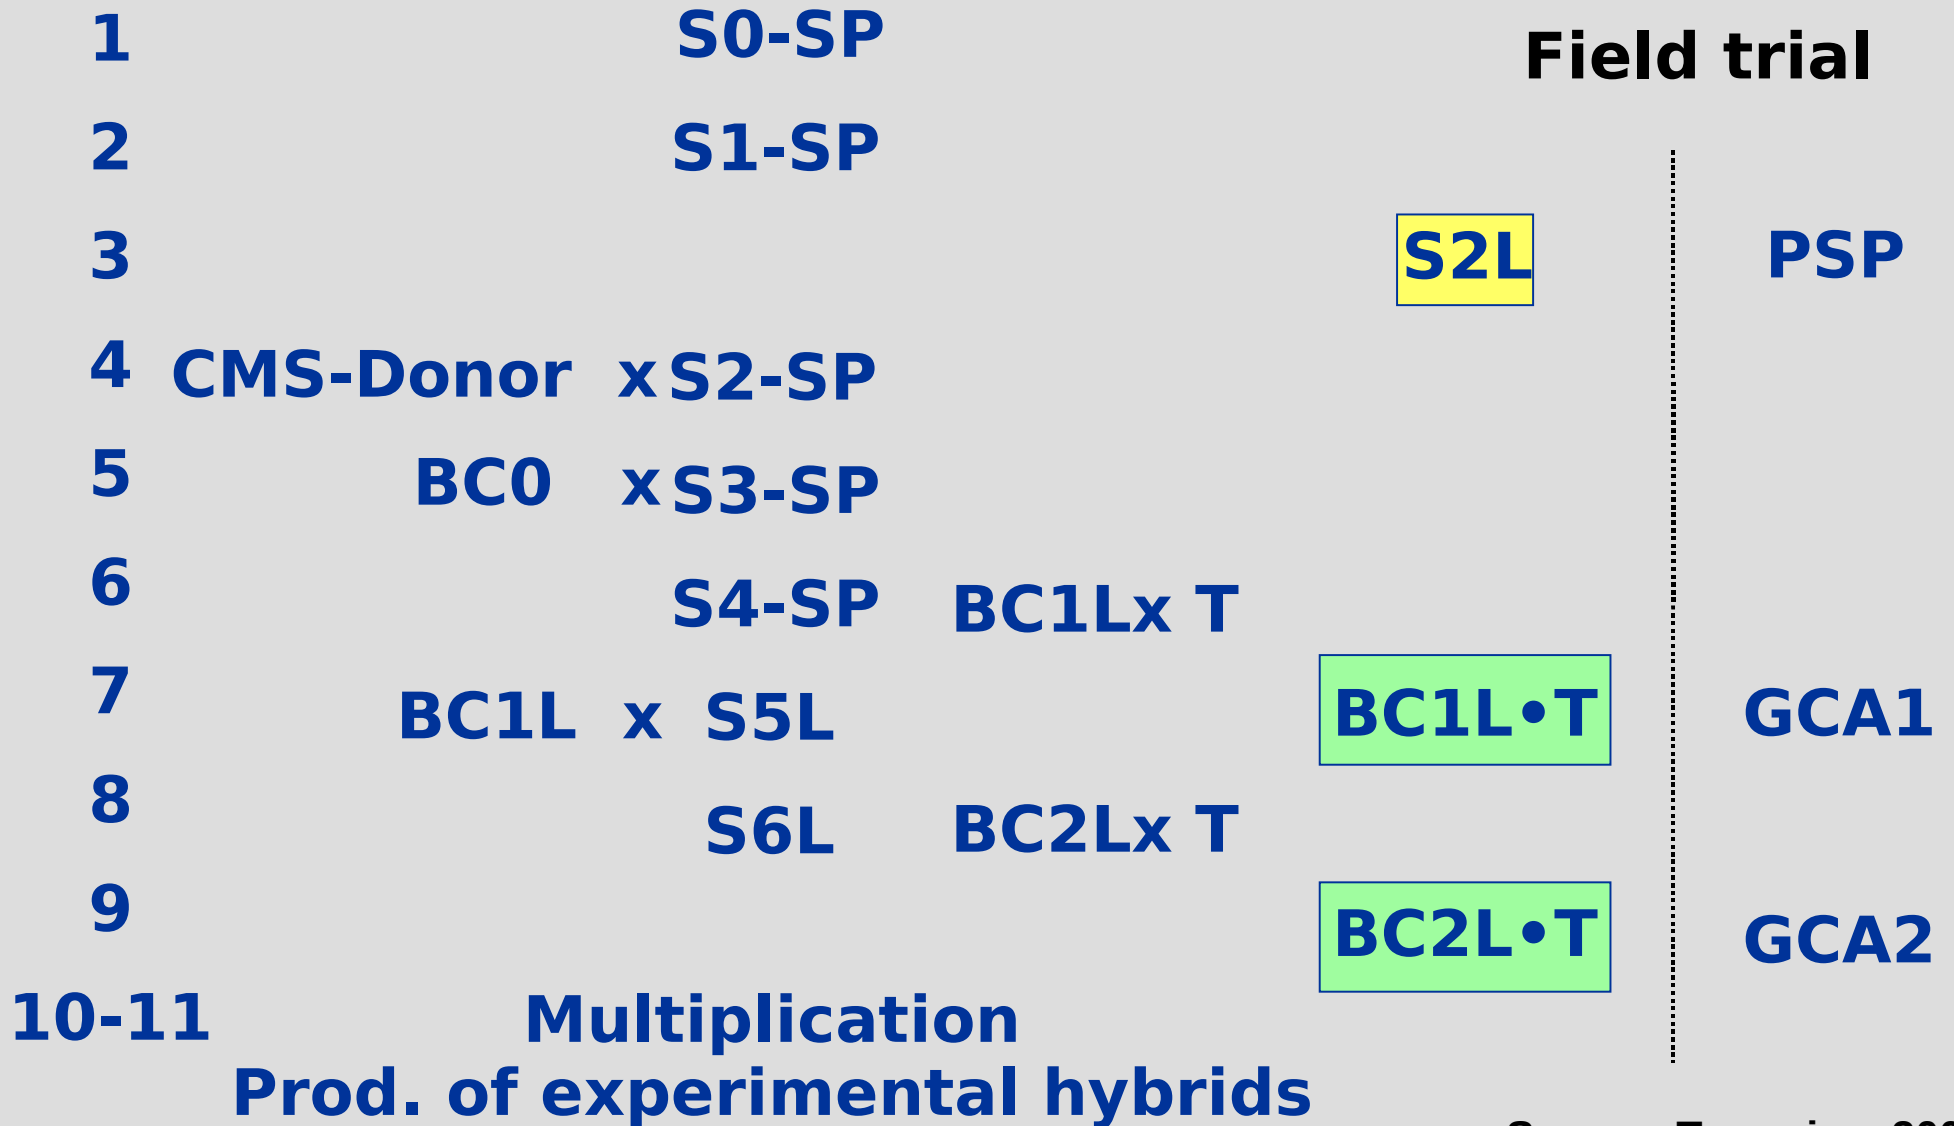 1 S0-SP Field trial
2 S1-SP
3 S2L PSP
4 CMS-Donor x S2-SP
5 BC0 x S3-SP
6 S4-SP BC1Lx T
7 BC1L x S5L BC1L•T GCA1
8 S6L BC2Lx T
9 BC2L•T GCA2
10-11 Multiplication
Prod. of experimental hybrids